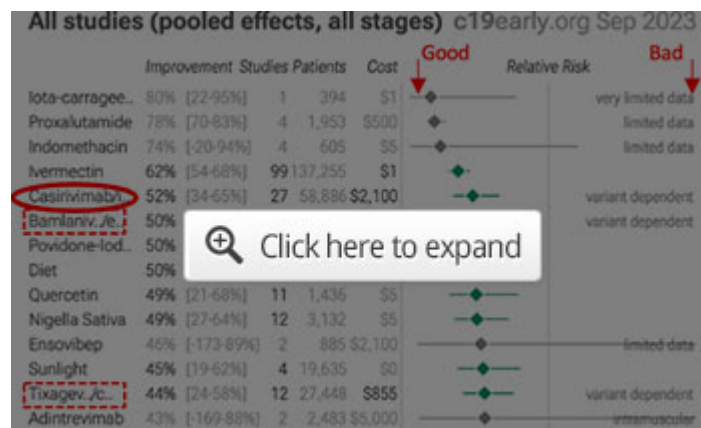 All studies (pooled effects, all stages) c19early.org Sep 2023
Good Bad
Improvement Studies Patients Cost Relative Risk
Iota-carragee.. 80% [22-95%] 1 394 $1 very limited data
Proxalutamide 78% [70-83%] 4 1,953 $500 limited data
Indomethacin 74% [-20-94%] 4 605 $5 limited data
Ivermectin 62% [54-68%] 99 137,255 $1
Casirivimab/i.. 52% [34-65%] 27 58,886 $2,100 variant dependent
Bamlaniv../e.. 50% variant dependent
Povidone-Iod.. 50%
Click here to expand
Diet 50%
Quercetin 49% [21-68%] 11 1,436 $5
Nigella Sativa 49% [27-64%] 12 3,132 $5
Ensovibep 46% [-173-89%] 2 885 $2,100 limited data
Sunlight 45% [19-62%] 4 19,635 $0
Tixagev../c.. 44% [24-58%] 12 27,448 $855 variant dependent
Adintrevimab 43% [-169-88%] 2 2,483 $5,000 intramuscular